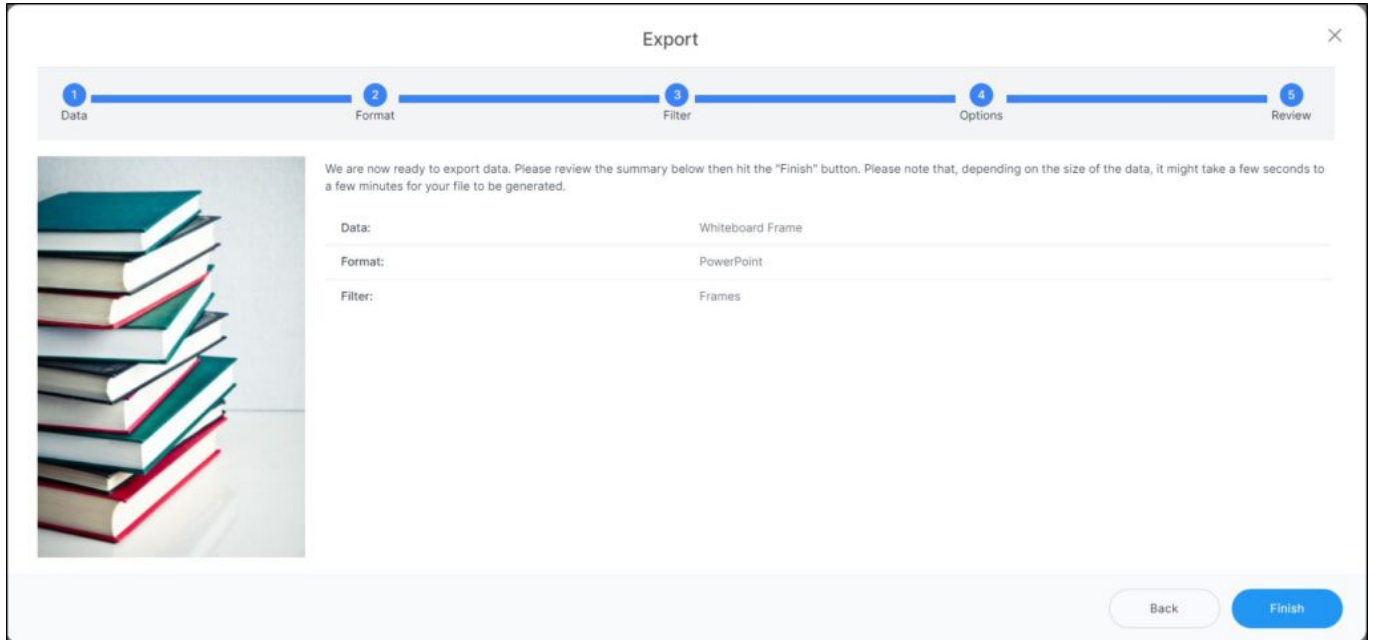 Export
1
2
3
4
5
Data
Format
Filter
Options
Review
We are now ready to export data. Please review the summary below then hit the "Finish" button. Please note that, depending on the size of the data, it might take a few seconds to
a few minutes for your file to be generated.
Data: Whiteboard Frame
Format: PowerPoint
Filter: Frames
Back
Finish